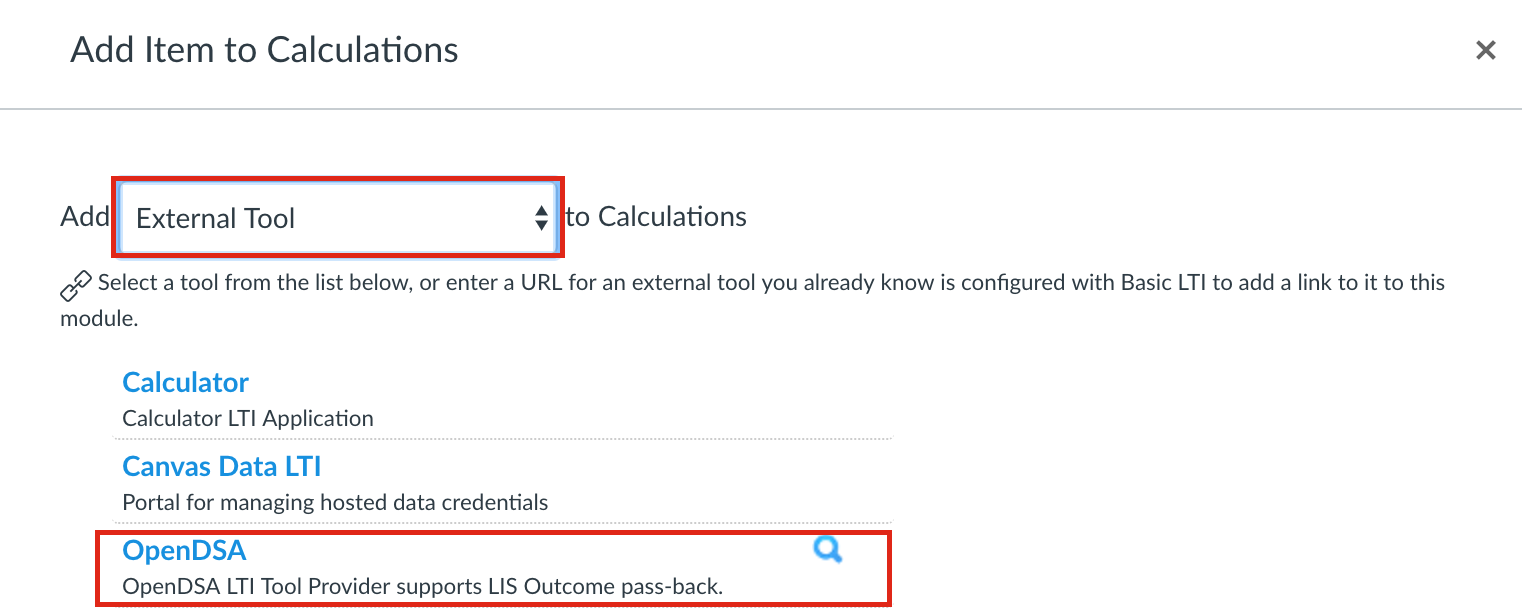 Add Item to Calculations
Add External Tool to Calculations
Select a tool from the list below, or enter a URL for an external tool you already know is configured with Basic LTI to add a link to it to this
module.
Calculator
Calculator LTI Application
Canvas Data LTI
Portal for managing hosted data credentials
OpenDSA
OpenDSA LTI Tool Provider supports LIS Outcome pass-back.